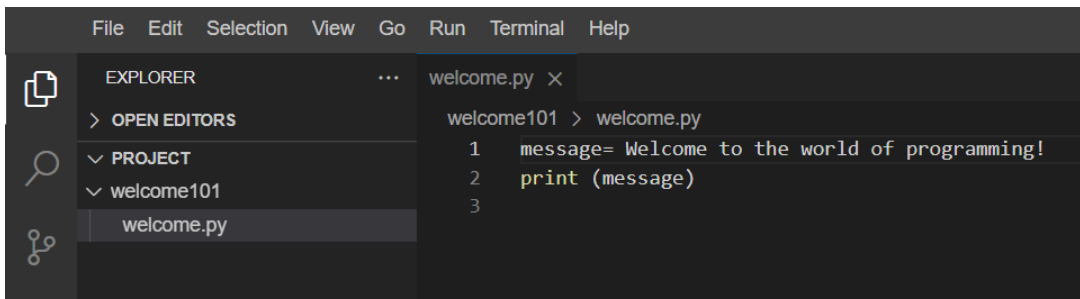 File Edit Selection View Go Run Terminal Help
EXPLORER ··· welcome.py ×
> OPEN EDITORS
welcome101 > welcome.py
PROJECT
1 message= Welcome to the world of programming!
welcome101
2 print (message)
welcome.py
3